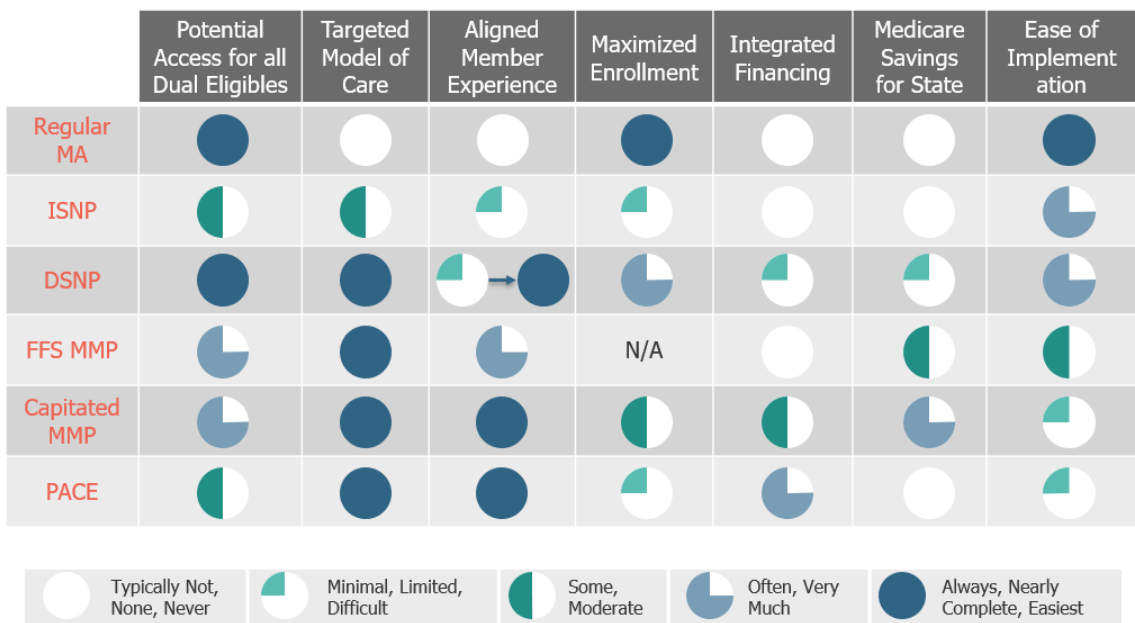 Potential
Access for all
Dual Eligibles
Targeted
Model of
Care
Aligned
Member
Experience
Maximized
Enrollment
Integrated
Financing
Medicare
Savings
for State
Ease of
Implement
ation
Regular
MA
ISNP
DSNP
FFS MMP
N/A
Capitated
MMP
PACE
Typically Not,
None, Never
Minimal, Limited,
Difficult
Some,
Moderate
Often, Very
Much
Always, Nearly
Complete, Easiest